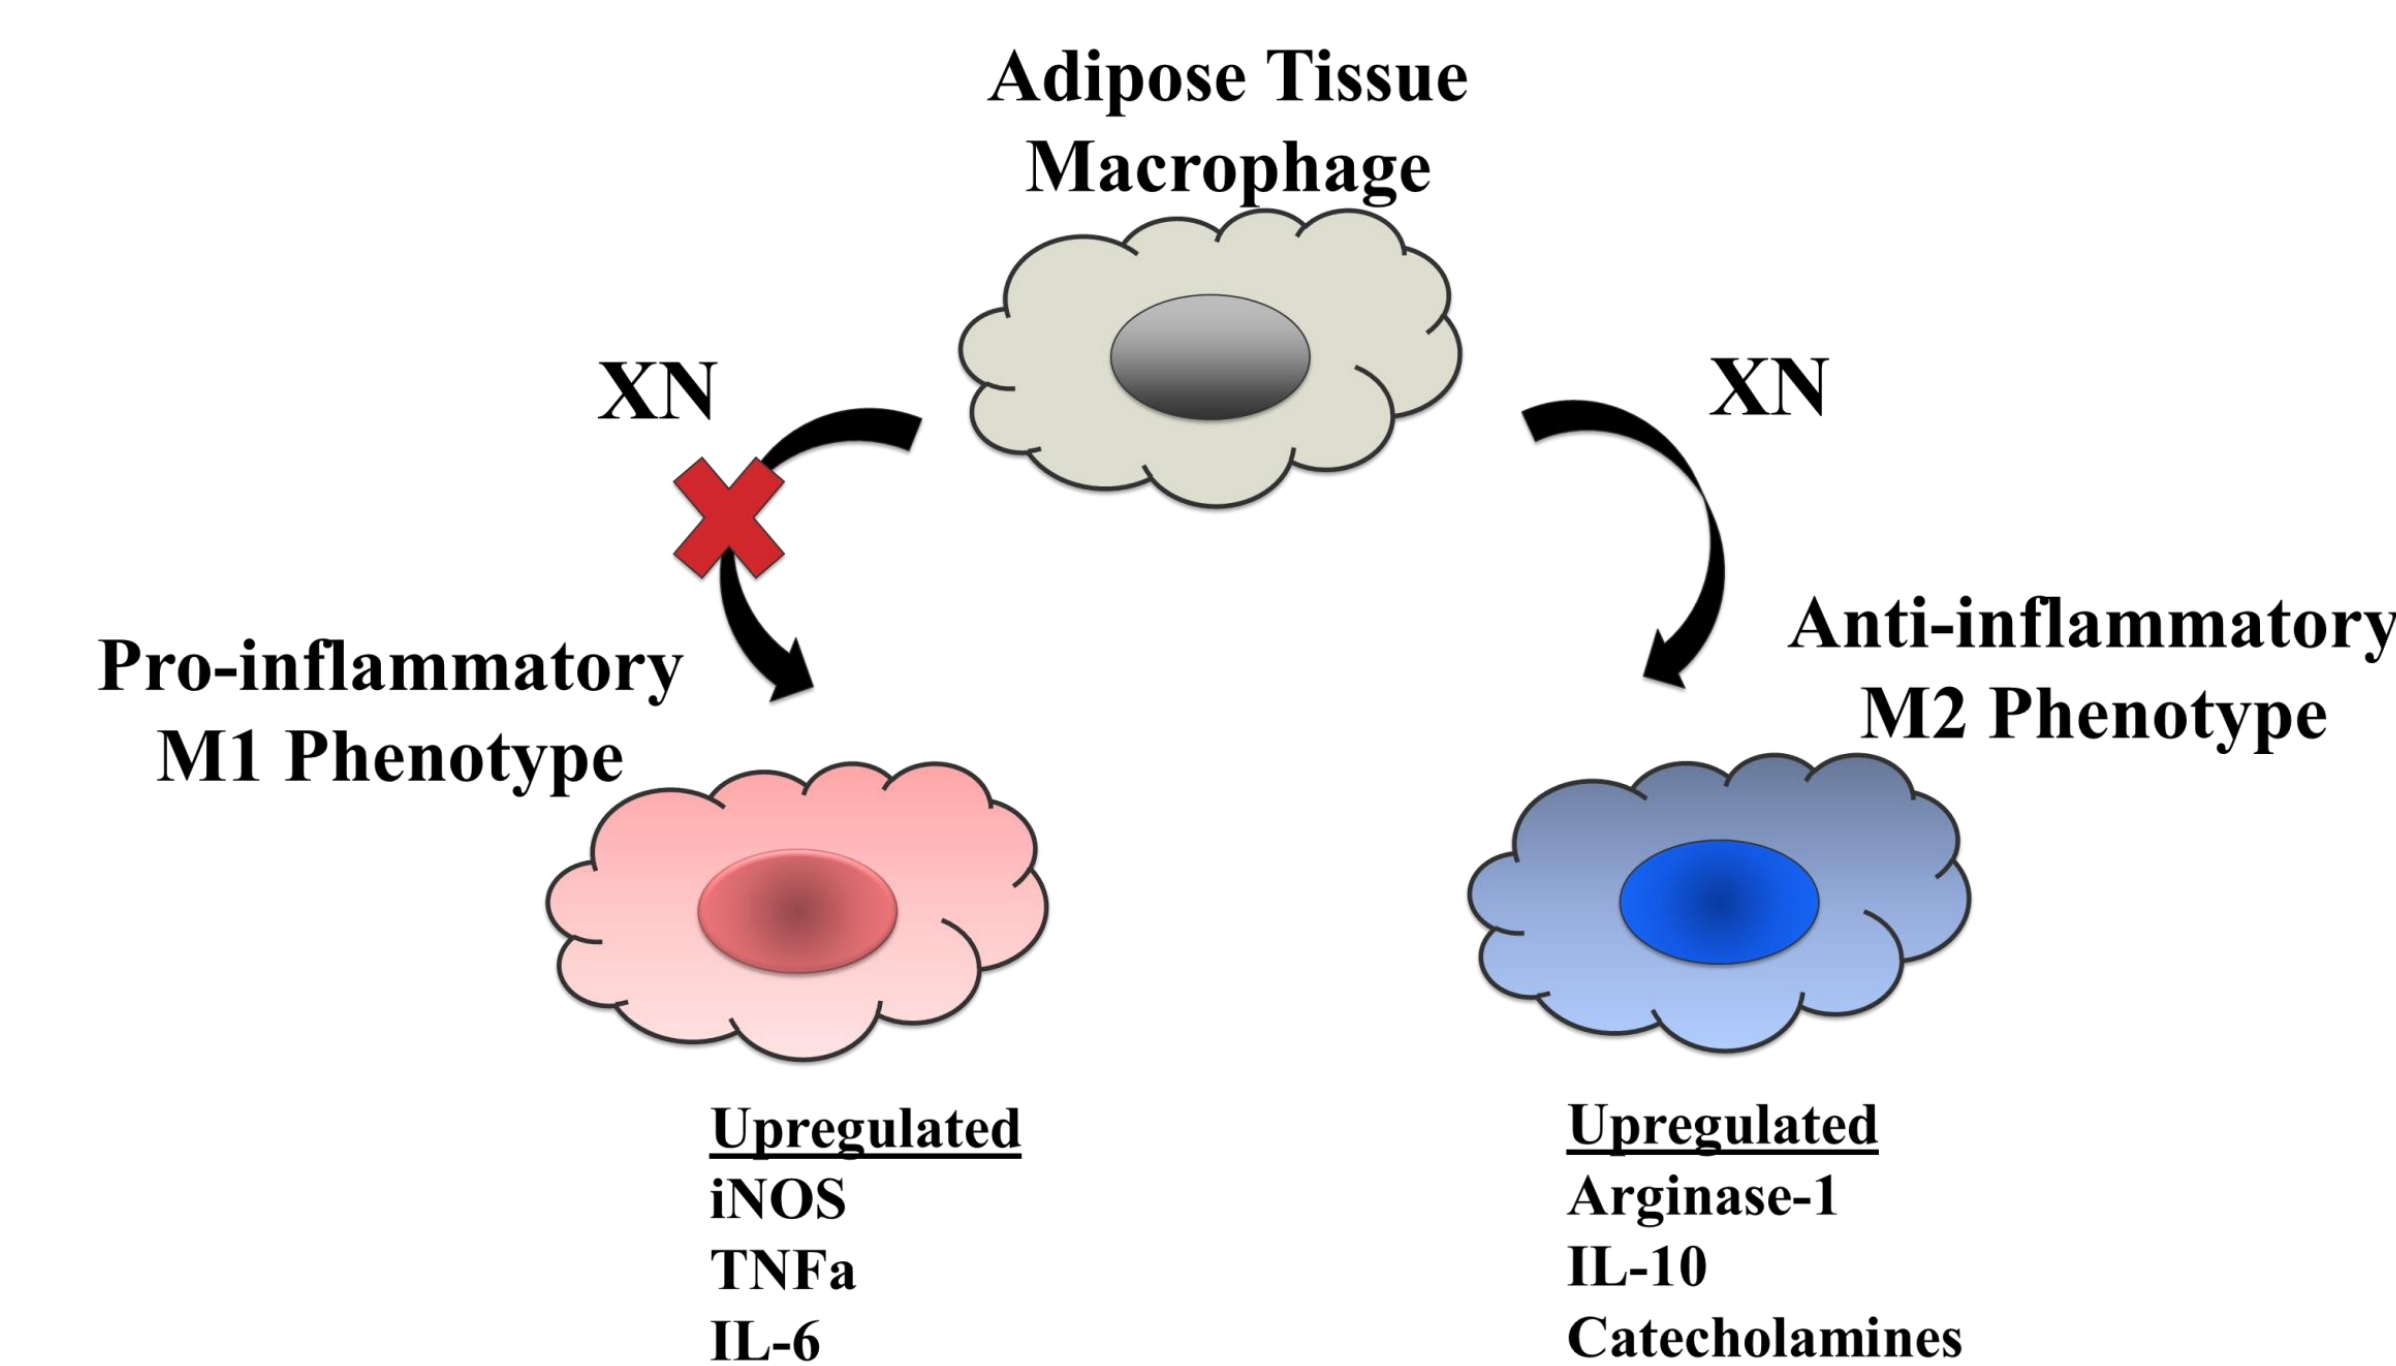 Adipose Tissue
Macrophage
XN
XN
Pro-inflammatory
M1 Phenotype
Anti-inflammatory
M2 Phenotype
Upregulated
iNOS
TNFa
IL-6
Upregulated
Arginase-1
IL-10
Catecholamines